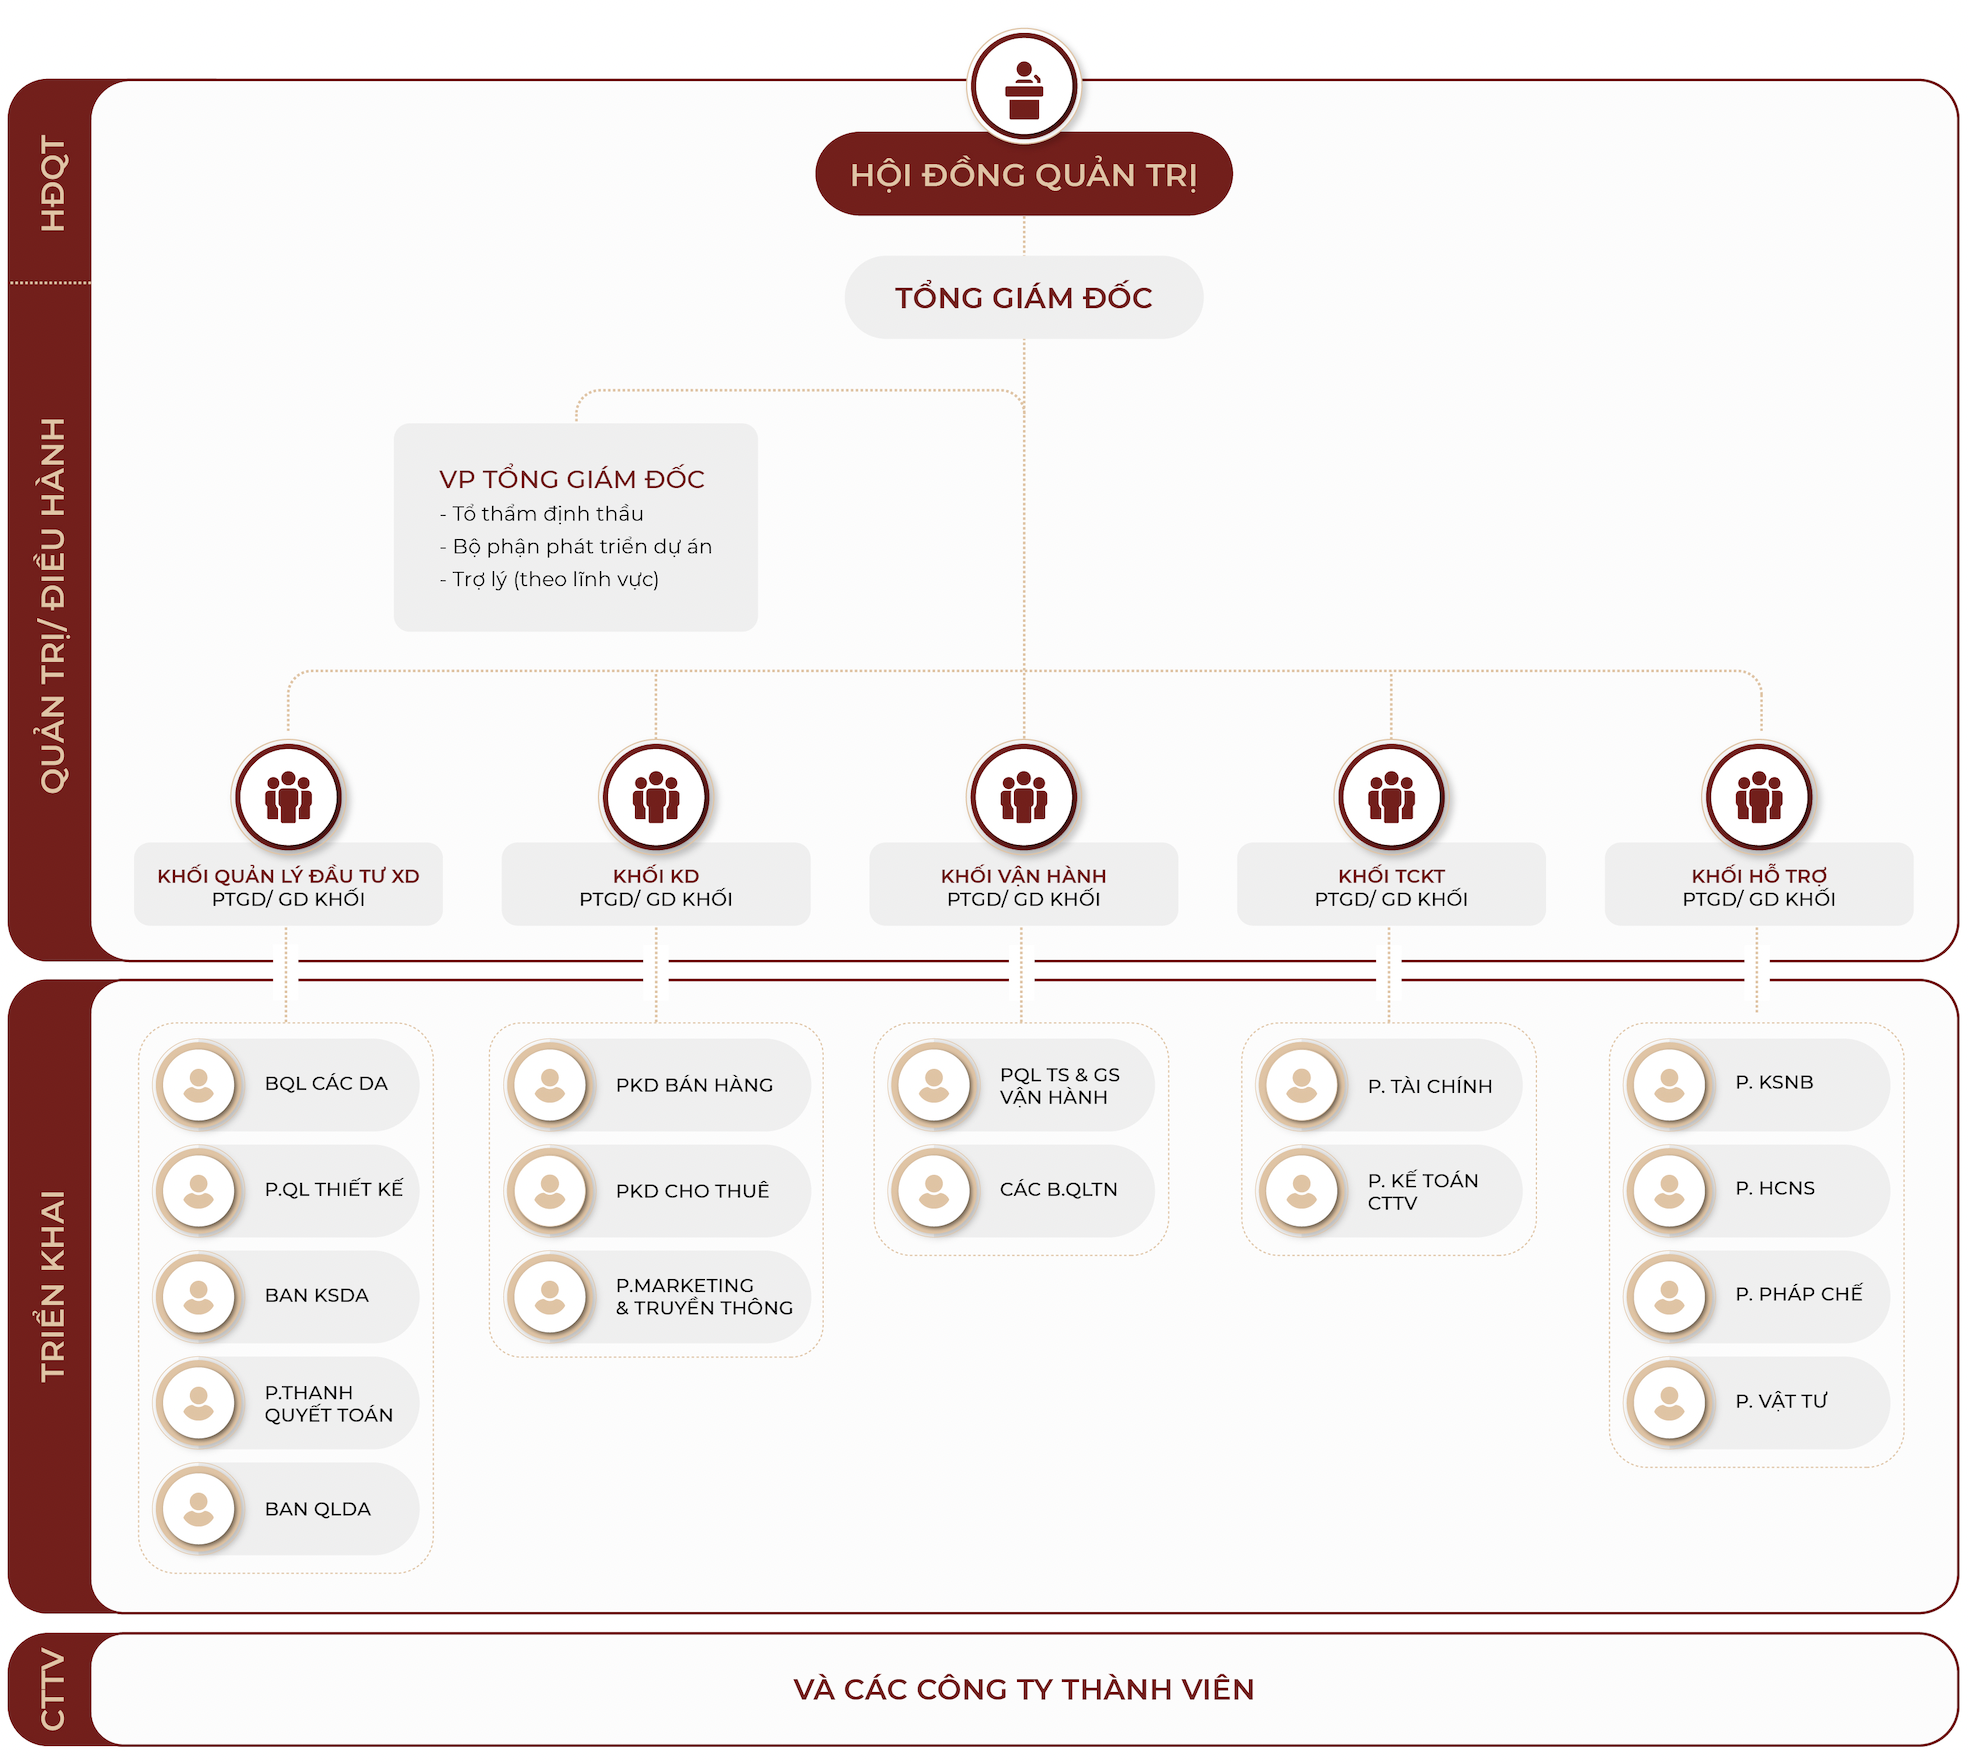 HĐQT
HỘI ĐỒNG QUẢN TRỊ
TỔNG GIÁM ĐỐC
QUẢN TRỊ/ ĐIỀU HÀNH
VP TỔNG GIÁM ĐỐC
- Tổ thẩm định thầu
- Bộ phận phát triển dự án
- Trợ lý (theo lĩnh vực)
KHỐI QUẢN LÝ ĐẦU TƯ XD
PTGD/ GD KHỐI
KHỐI KD
PTGD/ GD KHỐI
KHỐI VẬN HÀNH
PTGD/ GD KHỐI
KHỐI TCKT
PTGD/ GD KHỐI
KHỐI HỖ TRỢ
PTGD/ GD KHỐI
TRIỂN KHAI
BQL CÁC DA
P.QL THIẾT KẾ
BAN KSDA
P.THANH
QUYẾT TOÁN
BAN QLDA
PKD BÁN HÀNG
PKD CHO THUÊ
P.MARKETING
& TRUYỀN THÔNG
PQL TS & GS
VẬN HÀNH
CÁC B.QLTN
P. TÀI CHÍNH
P. KẾ TOÁN
CTTV
P. KSNB
P. HCNS
P. PHÁP CHẾ
P. VẬT TƯ
CTTV
VÀ CÁC CÔNG TY THÀNH VIÊN